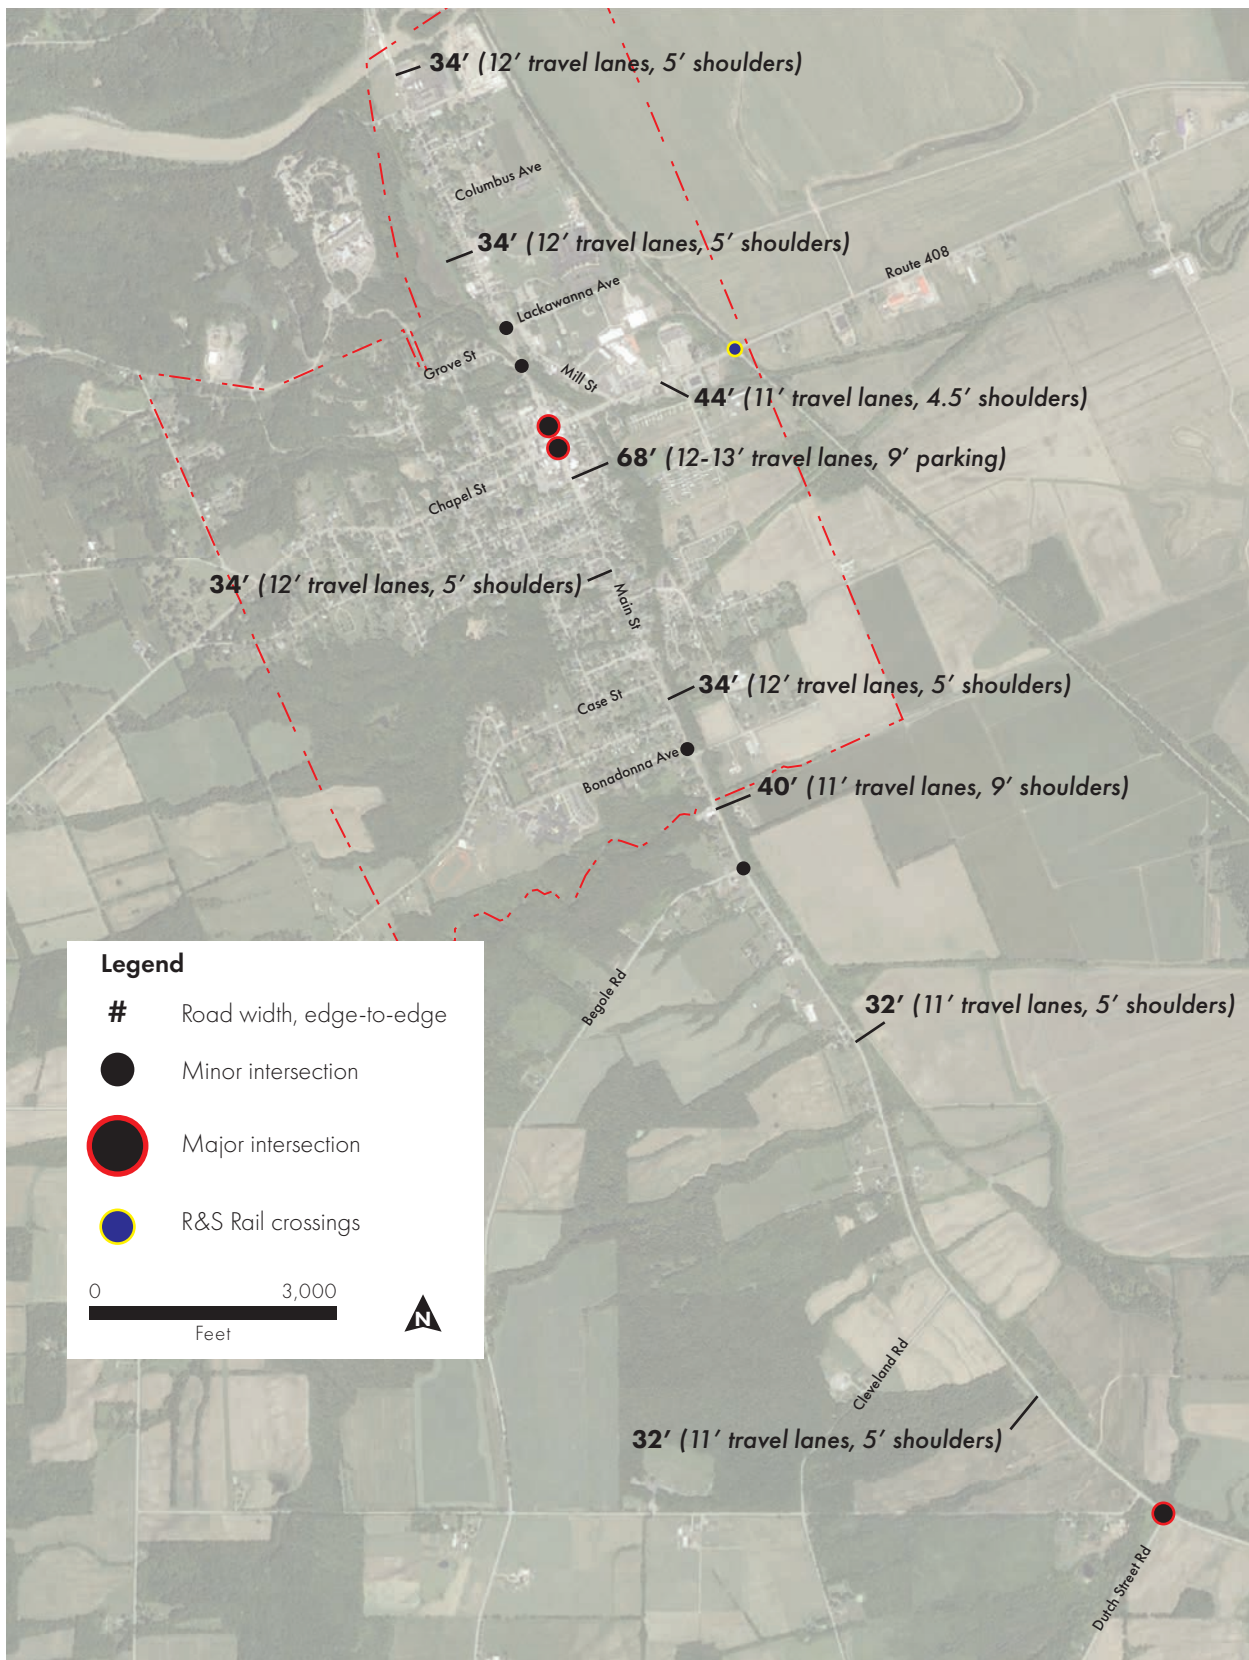 34’ (12’ travel lanes, 5’ shoulders)
Columbus Ave
34’ (12’ travel lanes, 5’ shoulders)
Route 408
Lackawanna Ave
Grove St
Mill St
44’ (11’ travel lanes, 4.5’ shoulders)
68’ (12-13’ travel lanes, 9’ parking)
Chapel St
34’ (12’ travel lanes, 5’ shoulders)
Main St
34’ (12’ travel lanes, 5’ shoulders)
Case St
Bonadonna Ave
40’ (11’ travel lanes, 9’ shoulders)
Begole Rd
32’ (11’ travel lanes, 5’ shoulders)
Legend
# Road width, edge-to-edge
Minor intersection
Major intersection
R&S Rail crossings
0 3,000
Feet
N
Cleveland Rd
32’ (11’ travel lanes, 5’ shoulders)
Dutch Street Rd